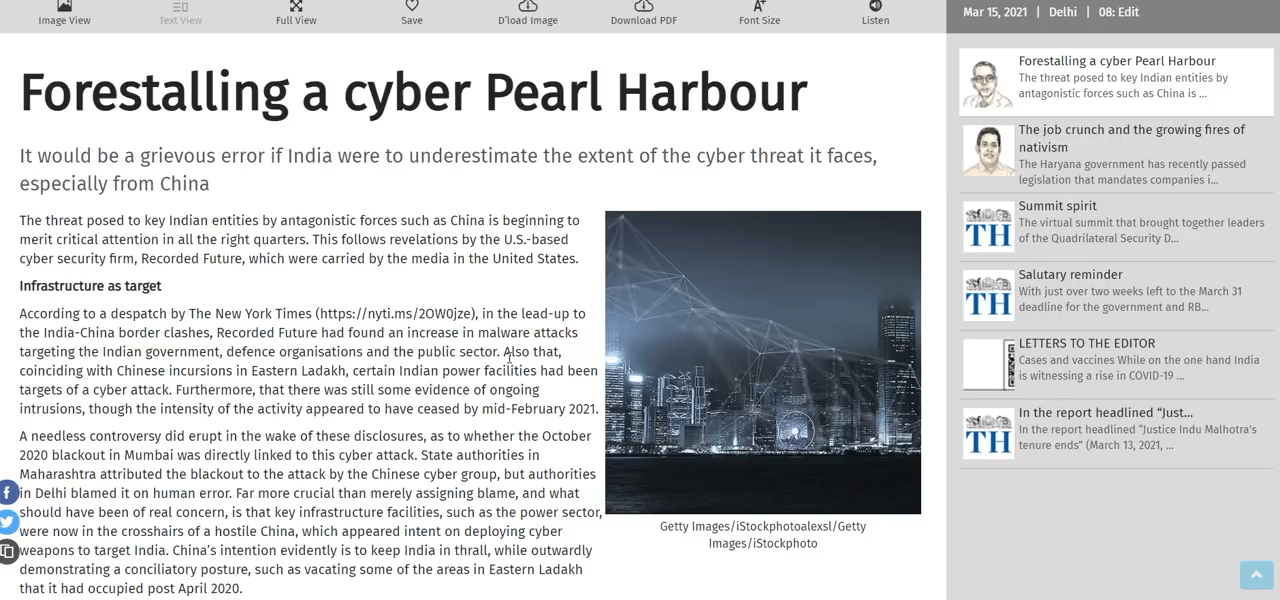 Image View
Text View
Full View
Save
D'load Image
Download PDF
Font Size
Listen
Mar 15, 2021 | Delhi | 08: Edit
Forestalling a cyber Pearl Harbour
It would be a grievous error if India were to underestimate the extent of the cyber threat it faces,
especially from China
The threat posed to key Indian entities by antagonistic forces such as China is beginning to
merit critical attention in all the right quarters. This follows revelations by the U.S.-based
cyber security firm, Recorded Future, which were carried by the media in the United States.
Infrastructure as target
According to a despatch by The New York Times (https://nyti.ms/2OW0jze), in the lead-up to
the India-China border clashes, Recorded Future had found an increase in malware attacks
targeting the Indian government, defence organisations and the public sector. Also that,
coinciding with Chinese incursions in Eastern Ladakh, certain Indian power facilities had been
targets of a cyber attack. Furthermore, that there was still some evidence of ongoing
intrusions, though the intensity of the activity appeared to have ceased by mid-February 2021.
A needless controversy did erupt in the wake of these disclosures, as to whether the October
2020 blackout in Mumbai was directly linked to this cyber attack. State authorities in
Maharashtra attributed the blackout to the attack by the Chinese cyber group, but authorities
in Delhi blamed it on human error. Far more crucial than merely assigning blame, and what
should have been of real concern, is that key infrastructure facilities, such as the power sector,
were now in the crosshairs of a hostile China, which appeared intent on deploying cyber
weapons to target India. China's intention evidently is to keep India in thrall, while outwardly
demonstrating a conciliatory posture, such as vacating some of the areas in Eastern Ladakh
that it had occupied post April 2020.
Getty Images/iStockphotoalexsl/Getty
Images/iStockphoto
Forestalling a cyber Pearl Harbour
The threat posed to key Indian entities by
antagonistic forces such as China is ...
The job crunch and the growing fires of
nativism
The Haryana government has recently passed
legislation that mandates companies i...
TH
Summit spirit
The virtual summit that brought together leaders
of the Quadrilateral Security D...
TH
Salutary reminder
With just over two weeks left to the March 31
deadline for the government and RB...
LETTERS TO THE EDITOR
Cases and vaccines While on the one hand India
is witnessing a rise in COVID-19 ...
TH
In the report headlined "Just...
In the report headlined "Justice Indu Malhotra's
tenure ends" (March 13, 2021, ...